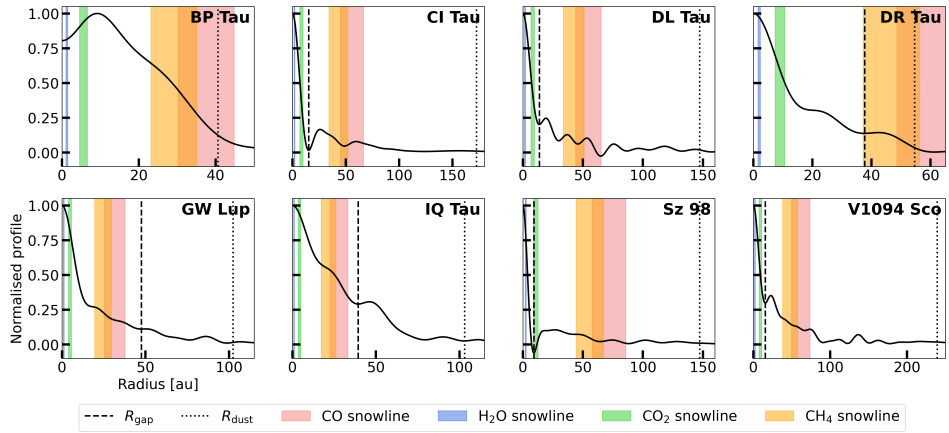 BP Tau
CI Tau
DL Tau
DR Tau
1.00
0.75
0.50
0.25
0.00
0 20 40
0 50 100 150
0 50 100 150
0 20 40 60
GW Lup
IQ Tau
Sz 98
V1094 Sco
Normalised profile
1.00
0.75
0.50
0.25
0.00
0 50 100
0 50 100
0 50 100 150
0 100 200
Radius [au]
R_gap R_dust CO snowline H₂O snowline CO₂ snowline CH₄ snowline